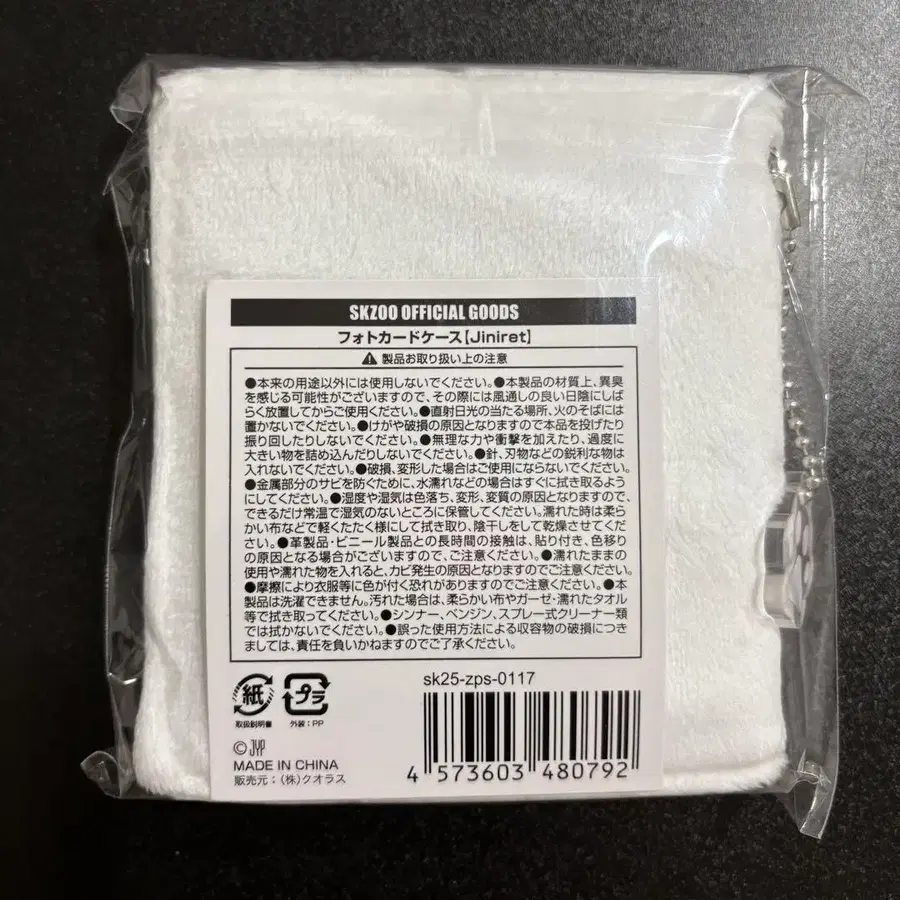 SKZOO OFFICIAL GOODS
フォトカードケース【Jiniret】
⚠ 製品お取り扱い上の注意
●本来の用途以外には使用しないでください。●本製品の材質上、異臭
を感じる可能性がございますので、その際には風通しの良い日陰にしば
らく放置してからご使用ください。●直射日光の当たる場所、火のそばには
置かないでください。●けがや破損の原因となりますので本品を投げたり
振り回したりしないでください。●無理な力や衝撃を加えたり、過度に
大きい物を詰め込んだりしないでください。●針、刃物などの鋭利な物は
入れないでください。●破損、変形した場合はご使用にならないでください。
●金属部分のサビを防ぐために、水濡れなどの場合はすぐに拭き取るよう
にしてください。●湿度や湿気は色落ち、変形、変質の原因となりますので、
できるだけ常温で湿気のないところに保管してください。濡れた時は柔ら
かい布などで軽くたたく様にして拭き取り、陰干しをして乾燥させてくだ
さい。●革製品・ビニール製品との長時間の接触は、貼り付き、色移り
の原因となる場合がございますので、ご注意ください。●濡れたままの
使用や濡れた物を入れると、カビ発生の原因となりますのでご注意ください。
●摩擦により衣服等に色が付く恐れがありますのでご注意ください。●本
製品は洗濯できません。汚れた場合は、柔らかい布やガーゼ・濡れたタオル
等で拭き取ってください。●シンナー、ベンジン、スプレー式クリーナー類
では拭かないでください。●誤った使用方法による収容物の破損につき
ましては、責任を負いかねますのでご了承ください。
sk25-zps-0117
紙
プラ
取扱説明書
外装：PP
© JYP
MADE IN CHINA
販売元：(株)クオラス
4 573603 480792